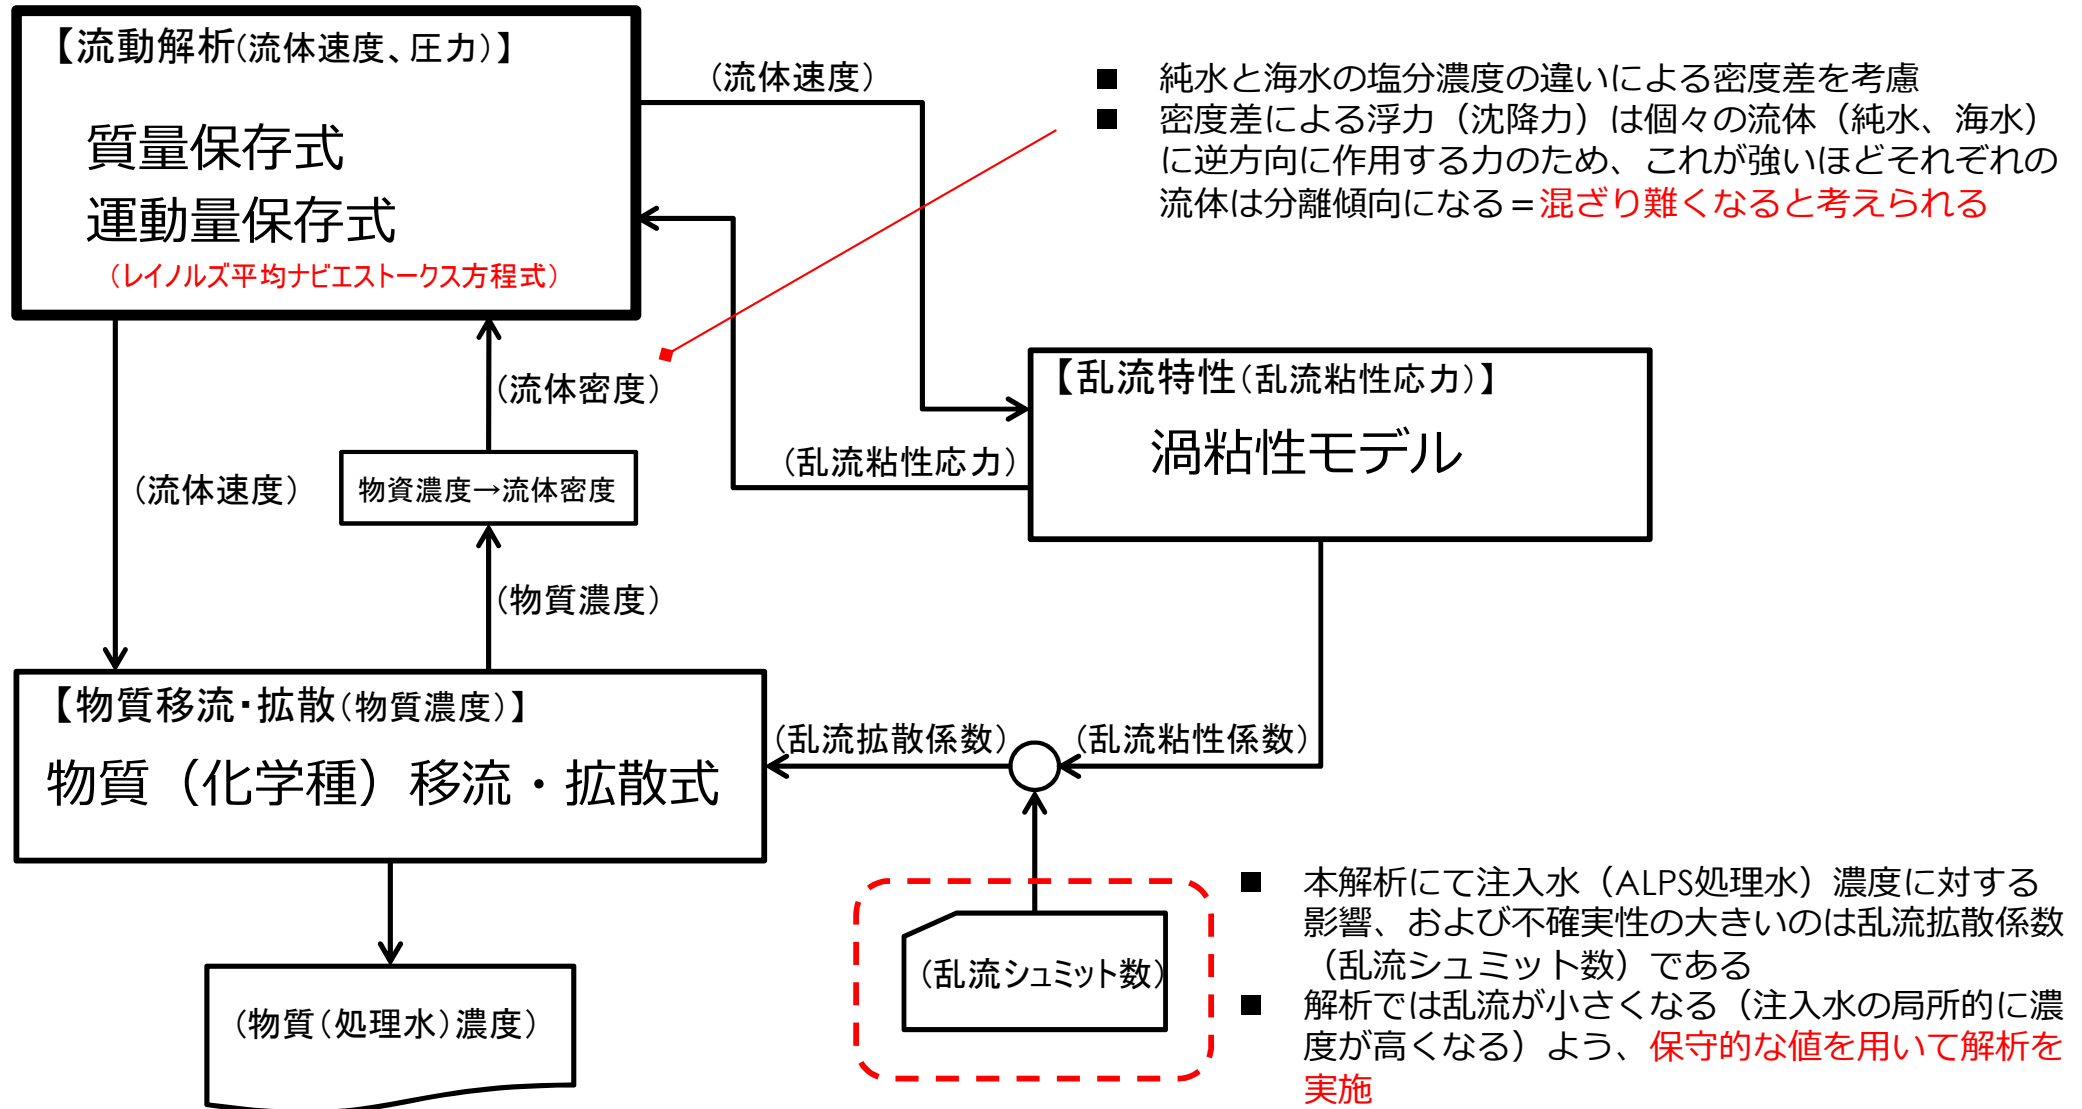 【流動解析(流体速度、圧力)】
質量保存式
運動量保存式
(レイノルズ平均ナビエストークス方程式)
(流体速度)
■ 純水と海水の塩分濃度の違いによる密度差を考慮
■ 密度差による浮力（沈降力）は個々の流体（純水、海水）
に逆方向に作用する力のため、これが強いほどそれぞれの
流体は分離傾向になる＝混ざり難くなると考えられる
(流体密度)
【乱流特性(乱流粘性応力)】
渦粘性モデル
(乱流粘性応力)
(流体速度)
物資濃度→流体密度
(物質濃度)
【物質移流・拡散(物質濃度)】
物質（化学種）移流・拡散式
(乱流拡散係数)
(乱流粘性係数)
(乱流シュミット数)
■ 本解析にて注入水（ALPS処理水）濃度に対する
影響、および不確実性の大きいのは乱流拡散係数
（乱流シュミット数）である
■ 解析では乱流が小さくなる（注入水の局所的に濃
度が高くなる）よう、保守的な値を用いて解析を
実施
(物質(処理水)濃度)